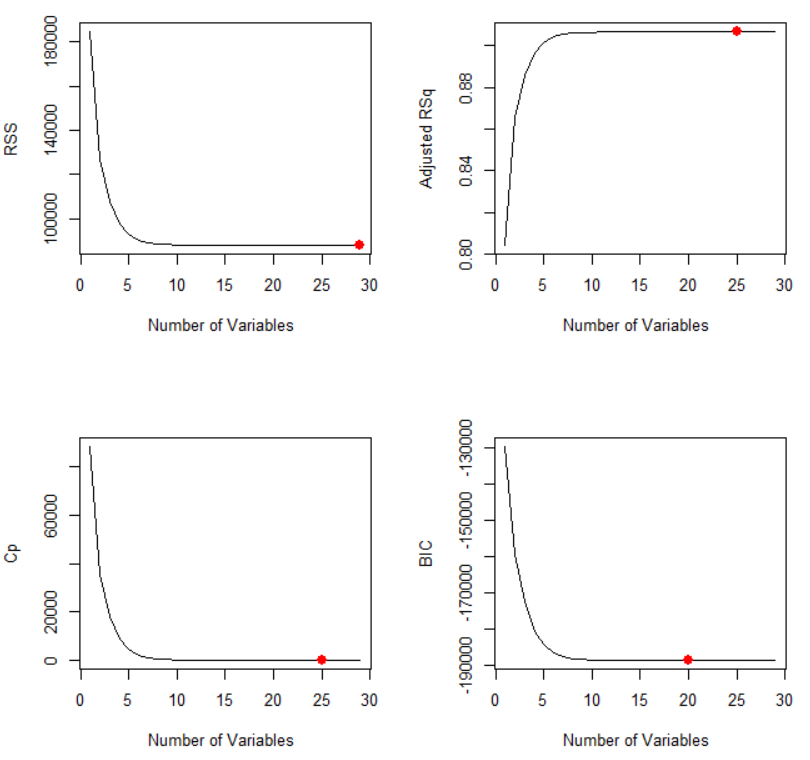 RSS
180000
140000
100000
0 5 10 15 20 25 30
Number of Variables
Adjusted RSq
0.88
0.84
0.80
0 5 10 15 20 25 30
Number of Variables
Cp
60000
20000
0
0 5 10 15 20 25 30
Number of Variables
BIC
-130000
-150000
-170000
-190000
0 5 10 15 20 25 30
Number of Variables